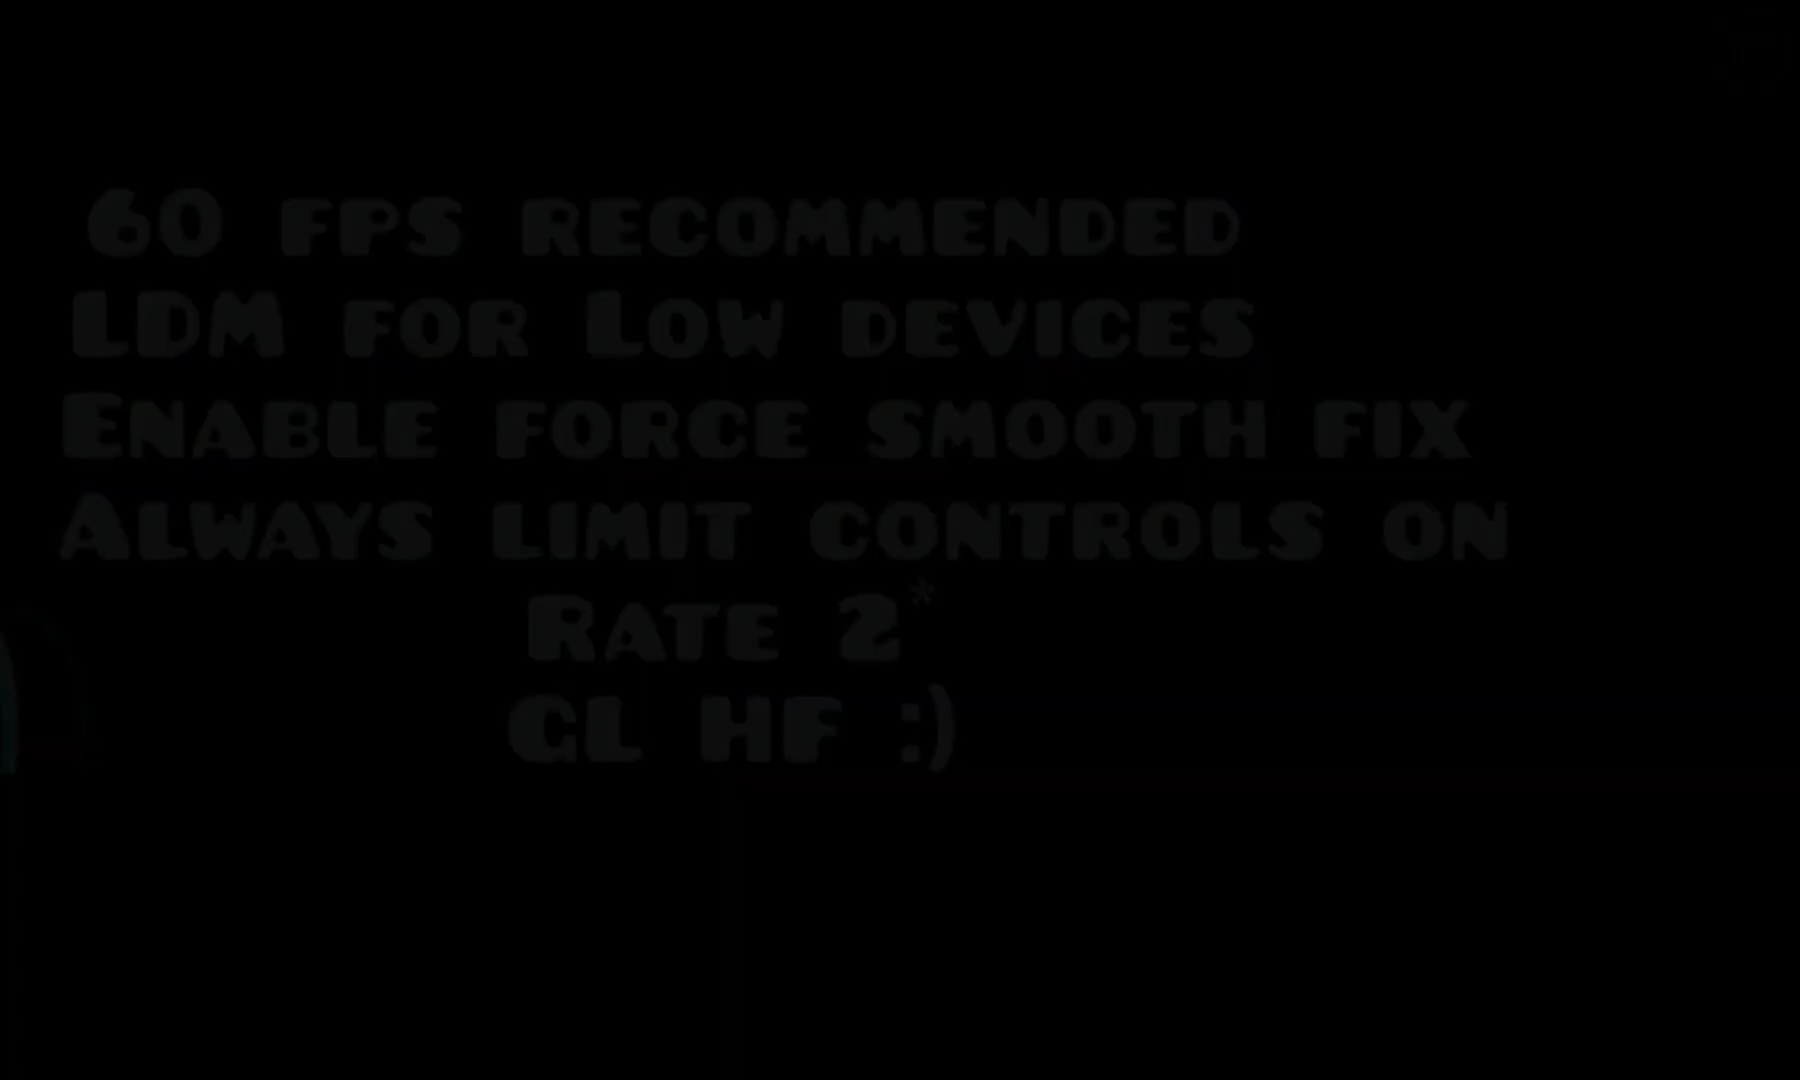 60 fps recommended
LDM for Low devices
Enable force smooth fix
Always limit controls on
Rate 2*
GL HF :)